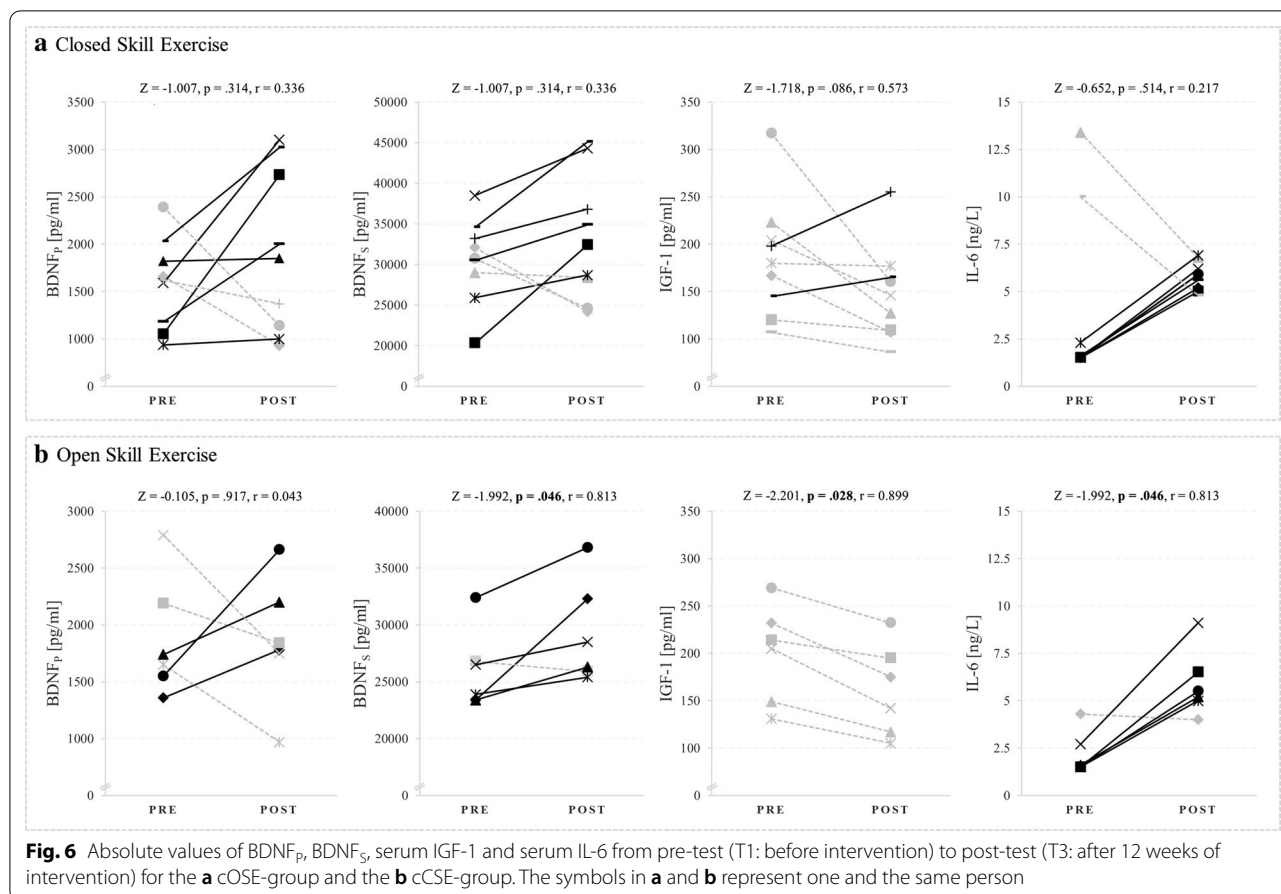 a Closed Skill Exercise
Z = -1.007, p = .314, r = 0.336
Z = -1.007, p = .314, r = 0.336
Z = -1.718, p = .086, r = 0.573
Z = -0.652, p = .514, r = 0.217
BDNFP [pg/ml]
3500
3000
2500
2000
1500
1000
0
PRE
POST
BDNFS [pg/ml]
50000
45000
40000
35000
30000
25000
20000
0
PRE
POST
IGF-1 [pg/ml]
350
300
250
200
150
100
0
PRE
POST
IL-6 [ng/L]
15
12.5
10
7.5
5
2.5
0
PRE
POST
b Open Skill Exercise
Z = -0.105, p = .917, r = 0.043
Z = -1.992, p = .046, r = 0.813
Z = -2.201, p = .028, r = 0.899
Z = -1.992, p = .046, r = 0.813
BDNFP [pg/ml]
3000
2500
2000
1500
1000
0
PRE
POST
BDNFS [pg/ml]
40000
35000
30000
25000
20000
0
PRE
POST
IGF-1 [pg/ml]
350
300
250
200
150
100
0
PRE
POST
IL-6 [ng/L]
15
12.5
10
7.5
5
2.5
0
PRE
POST
Fig. 6 Absolute values of BDNFP, BDNFS, serum IGF-1 and serum IL-6 from pre-test (T1: before intervention) to post-test (T3: after 12 weeks of
intervention) for the a cOSE-group and the b cCSE-group. The symbols in a and b represent one and the same person